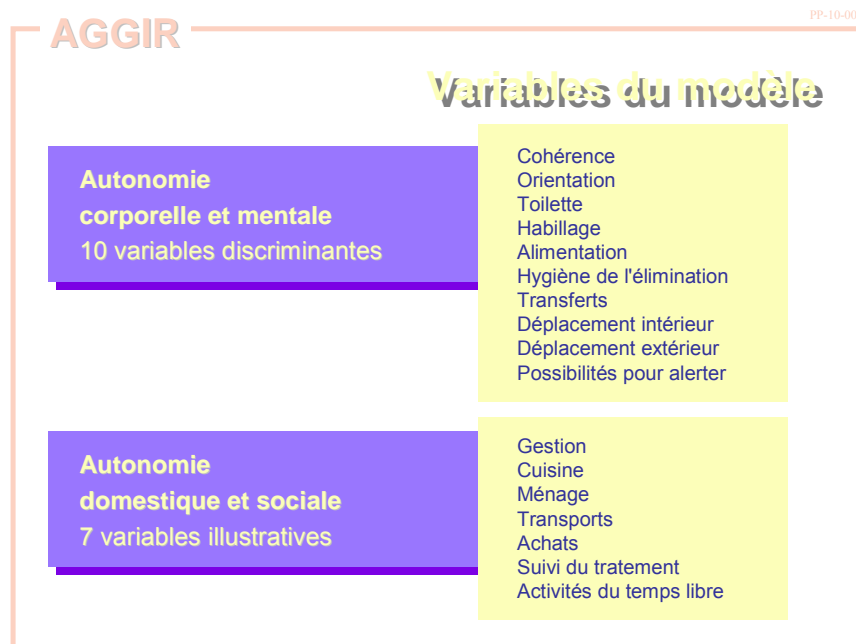 PP-10-00
AGGIR
Variables du modèle
Autonomie
corporelle et mentale
10 variables discriminantes
Cohérence
Orientation
Toilette
Habillage
Alimentation
Hygiène de l'élimination
Transferts
Déplacement intérieur
Déplacement extérieur
Possibilités pour alerter
Autonomie
domestique et sociale
7 variables illustratives
Gestion
Cuisine
Ménage
Transports
Achats
Suivi du tratement
Activités du temps libre